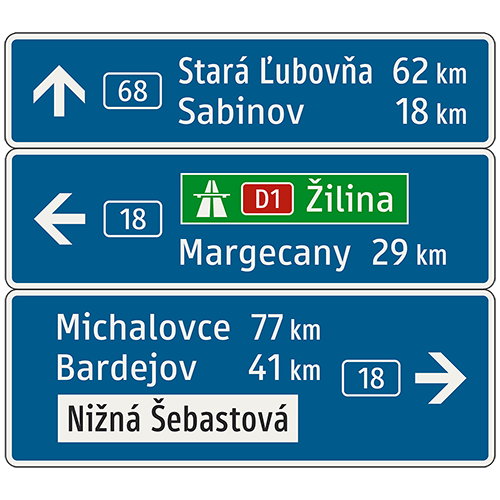 68 Stará Ľubovňa 62 km
Sabinov 18 km
18 D1 Žilina
Margecany 29 km
Michalovce 77 km
Bardejov 41 km 18
Nižná Šebastová